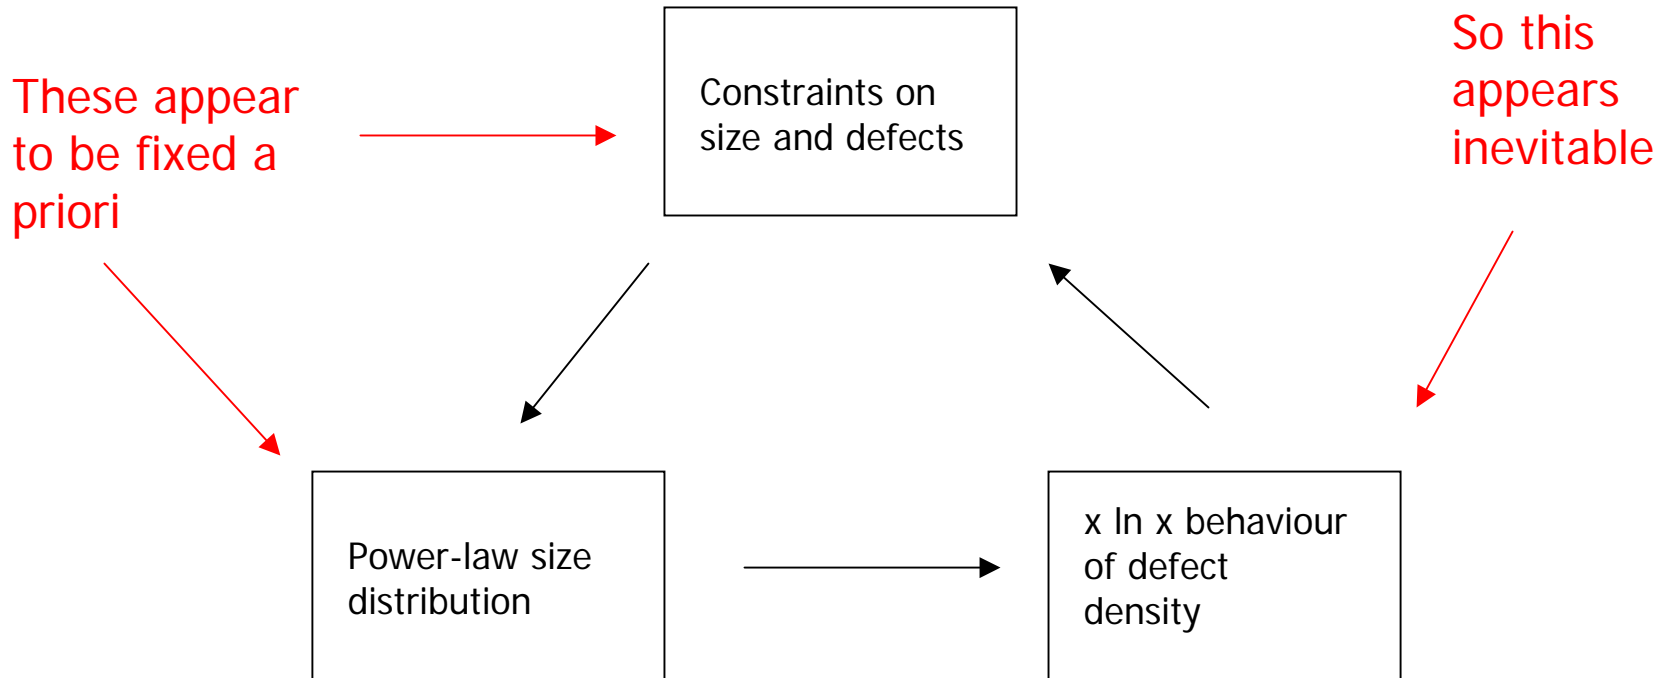 These appear
to be fixed a
priori
Constraints on
size and defects
So this
appears
inevitable
Power-law size
distribution
x ln x behaviour
of defect
density